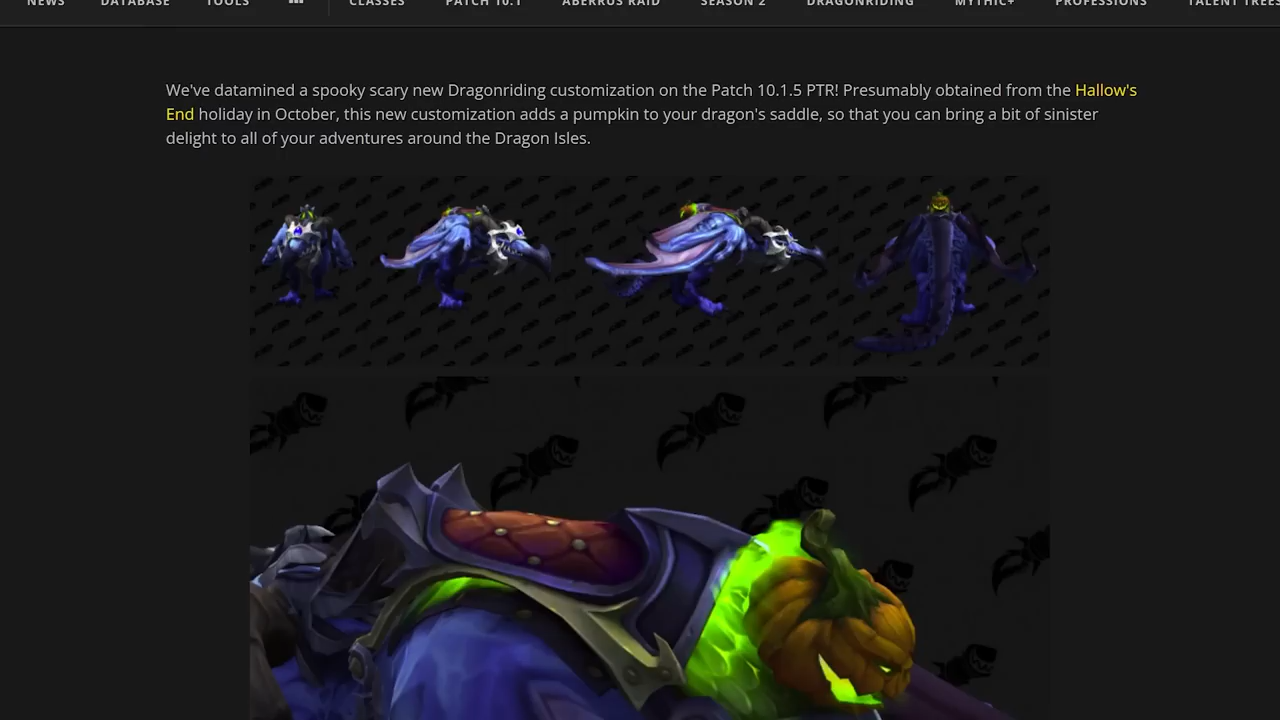 NEWS DATABASE TOOLS CLASSES PATCH 10.1 ABERRUS RAID SEASON 2 DRAGONRIDING MYTHIC+ PROFESSIONS TALENT TREES
We've datamined a spooky scary new Dragonriding customization on the Patch 10.1.5 PTR! Presumably obtained from the Hallow's
End holiday in October, this new customization adds a pumpkin to your dragon's saddle, so that you can bring a bit of sinister
delight to all of your adventures around the Dragon Isles.